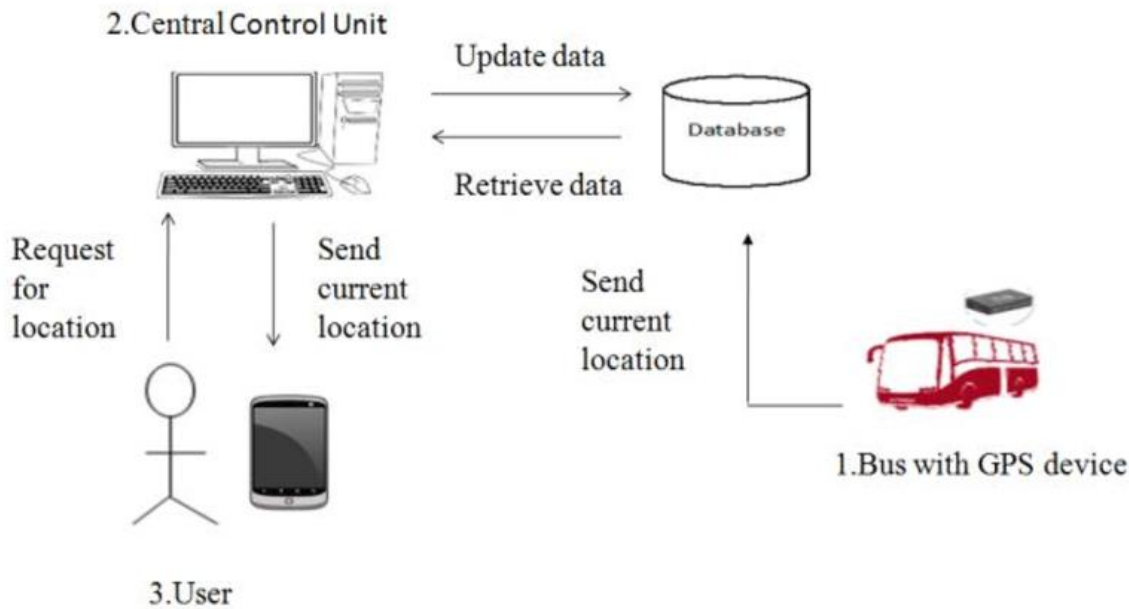 2.Central Control Unit
Update data
Database
Retrieve data
Request
for
location
Send
current
location
Send
current
location
1.Bus with GPS device
3.User